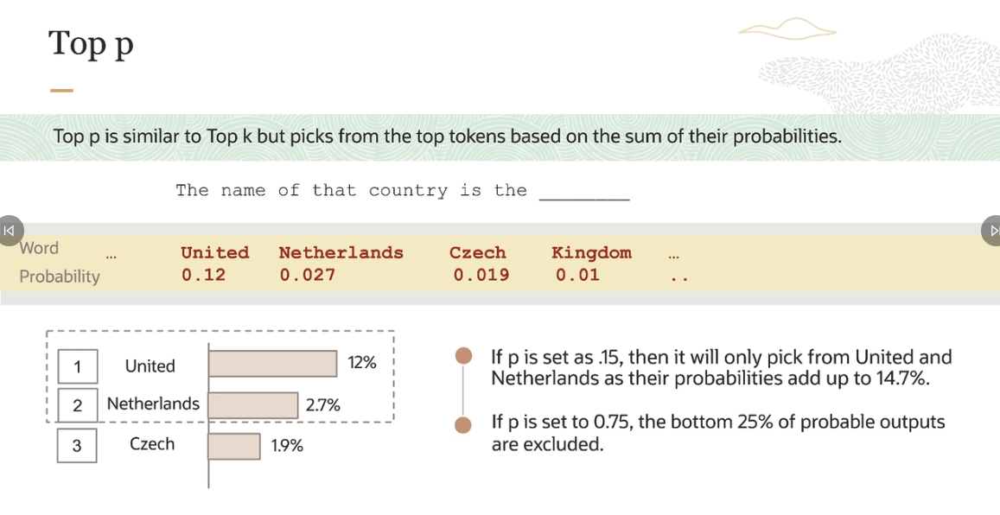 Top p
Top p is similar to Top k but picks from the top tokens based on the sum of their probabilities.
The name of that country is the ________
Word ... United Netherlands Czech Kingdom ...
Probability 0.12 0.027 0.019 0.01 ..
1 United 12%
2 Netherlands 2.7%
3 Czech 1.9%
If p is set as .15, then it will only pick from United and
Netherlands as their probabilities add up to 14.7%.
If p is set to 0.75, the bottom 25% of probable outputs
are excluded.